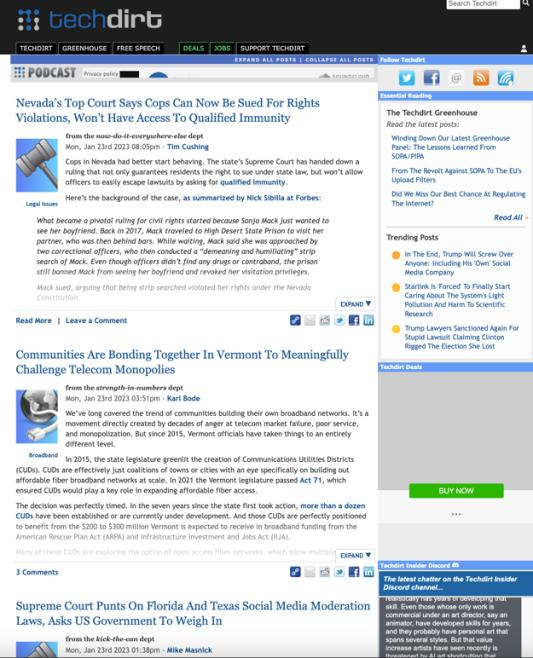 Search Techdirt
techdirt
TECHDIRT GREENHOUSE FREE SPEECH DEALS JOBS SUPPORT TECHDIRT
EXPAND ALL POSTS | COLLAPSE ALL POSTS
PODCAST
Privacy policy
SOUNDCLOUD
Nevada's Top Court Says Cops Can Now Be Sued For Rights
Violations, Won't Have Access To Qualified Immunity
from the now-do-it-everywhere-else dept
Mon, Jan 23rd 2023 08:05pm - Tim Cushing
Legal Issues
Cops in Nevada had better start behaving. The state's Supreme Court has handed down a
ruling that not only guarantees residents the right to sue under state law, but won't allow
officers to easily escape lawsuits by asking for qualified immunity.
Here's the background of the case, as summarized by Nick Sibilla at Forbes:
What became a pivotal ruling for civil rights started because Sonja Mack just wanted to
see her boyfriend. Back in 2017, Mack traveled to High Desert State Prison to visit her
partner, who was then behind bars. While waiting, Mack said she was approached by
two correctional officers, who then conducted a "demeaning and humiliating" strip
search of Mack. Even though officers didn't find any drugs or contraband, the prison
still banned Mack from seeing her boyfriend and revoked her visitation privileges.
Mack sued, arguing that being strip searched violated her rights under the Nevada
Constitution.
EXPAND ▼
Read More | Leave a Comment
Communities Are Bonding Together In Vermont To Meaningfully
Challenge Telecom Monopolies
from the strength-in-numbers dept
Mon, Jan 23rd 2023 03:51pm - Karl Bode
Broadband
We've long covered the trend of communities building their own broadband networks. It's a
movement directly created by decades of anger at telecom market failure, poor service,
and monopolization. But since 2015, Vermont officials have taken things to an entirely
different level.
In 2015, the state legislature greenlit the creation of Communications Utilities Districts
(CUDs). CUDs are effectively just coalitions of towns or cities with an eye specifically on building out
affordable fiber broadband networks at scale. In 2021 the Vermont legislature passed Act 71, which
ensured CUDs would play a key role in expanding affordable fiber access.
The decision was perfectly timed. In the seven years since the state first took action, more than a dozen
CUDs have been established or are currently under development. And those CUDs are perfectly positioned
to benefit from the $200 to $300 million Vermont is expected to receive in broadband funding from the
American Rescue Plan Act (ARPA) and Infrastructure Investment and Jobs Act (IIJA).
Many of these CUDs are exploring the option of open access fiber networks, which allow multiple
EXPAND ▼
3 Comments
Supreme Court Punts On Florida And Texas Social Media Moderation
Laws, Asks US Government To Weigh In
from the kick-the-can dept
Mon, Jan 23rd 2023 01:38pm - Mike Masnick
Follow Techdirt
Essential Reading
The Techdirt Greenhouse
Read the latest posts:
Winding Down Our Latest Greenhouse
Panel: The Lessons Learned From
SOPA/PIPA
From The Revolt Against SOPA To The EU's
Upload Filters
Did We Miss Our Best Chance At Regulating
The Internet?
Read All »
Trending Posts
In The End, Trump Will Screw Over
Anyone: Including His 'Own' Social
Media Company
Starlink Is 'Forced' To Finally Start
Caring About The System's Light
Pollution And Harm To Scientific
Research
Trump Lawyers Sanctioned Again For
Stupid Lawsuit Claiming Clinton
Rigged The Election She Lost
Techdirt Deals
BUY NOW
...
Techdirt Insider Discord
The latest chatter on the Techdirt Insider
Discord channel...
realistically has years of developing that
skill. Even those whose only work is
commercial under an art director, say an
animator, have developed skills for years,
and they probably have personal art that
spans several styles. But that value
increase artists have seen recently is
threatened by AI art shortcutting that